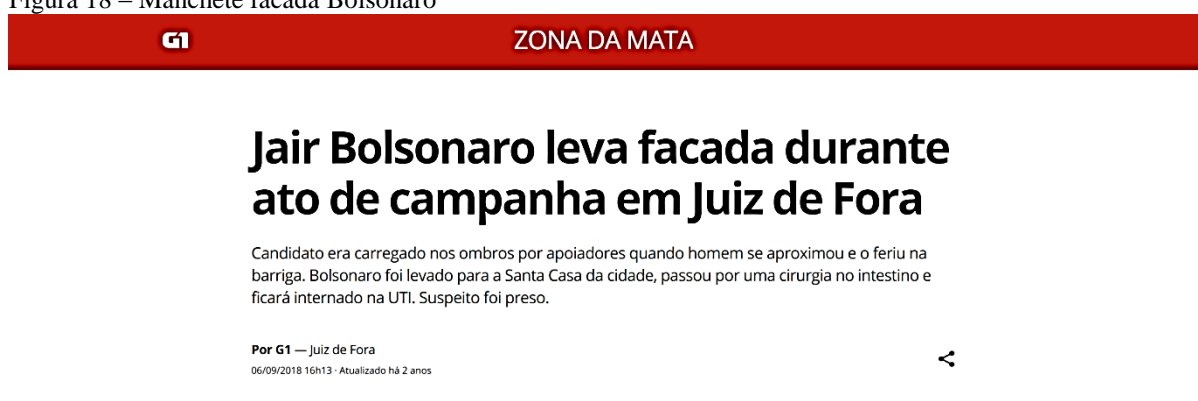 Figura 18 – Manchete facada Bolsonaro
G1
ZONA DA MATA
Jair Bolsonaro leva facada durante
ato de campanha em Juiz de Fora
Candidato era carregado nos ombros por apoiadores quando homem se aproximou e o feriu na
barriga. Bolsonaro foi levado para a Santa Casa da cidade, passou por uma cirurgia no intestino e
ficará internado na UTI. Suspeito foi preso.
Por G1 — Juiz de Fora
06/09/2018 16h13 · Atualizado há 2 anos